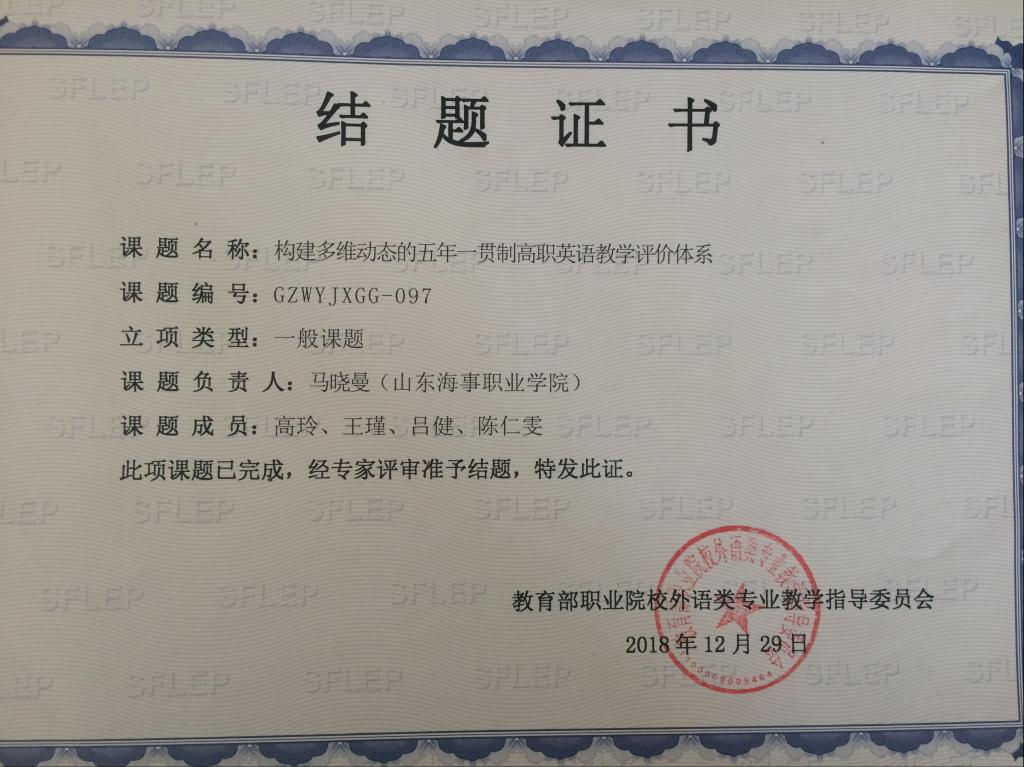 结题证书
课题名称：构建多维动态的五年一贯制高职英语教学评价体系
课题编号：GZWYJXGG-097
立项类型：一般课题
课题负责人：马晓曼（山东海事职业学院）
课题成员：高玲、王瑾、吕健、陈仁雯
此项课题已完成，经专家评审准予结题，特发此证。
教育部职业院校外语类专业教学指导委员会
2018年12月29日
SFLEP